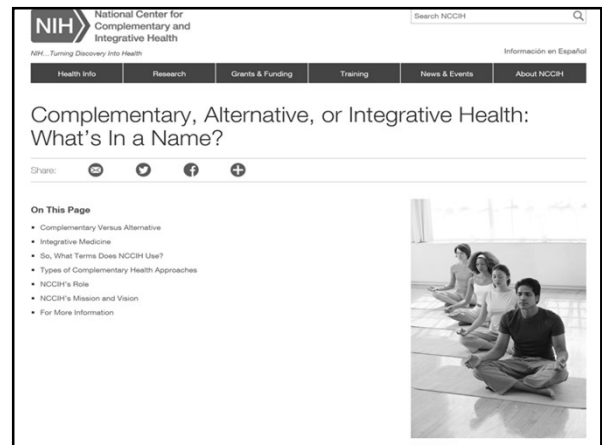 NIH
National Center for
Complementary and
Integrative Health
NIH...Turning Discovery Into Health
Search NCCIH
Información en Español
Health Info
Research
Grants & Funding
Training
News & Events
About NCCIH
Complementary, Alternative, or Integrative Health:
What's In a Name?
Share:
On This Page
Complementary Versus Alternative
Integrative Medicine
So, What Terms Does NCCIH Use?
Types of Complementary Health Approaches
NCCIH's Role
NCCIH's Mission and Vision
For More Information